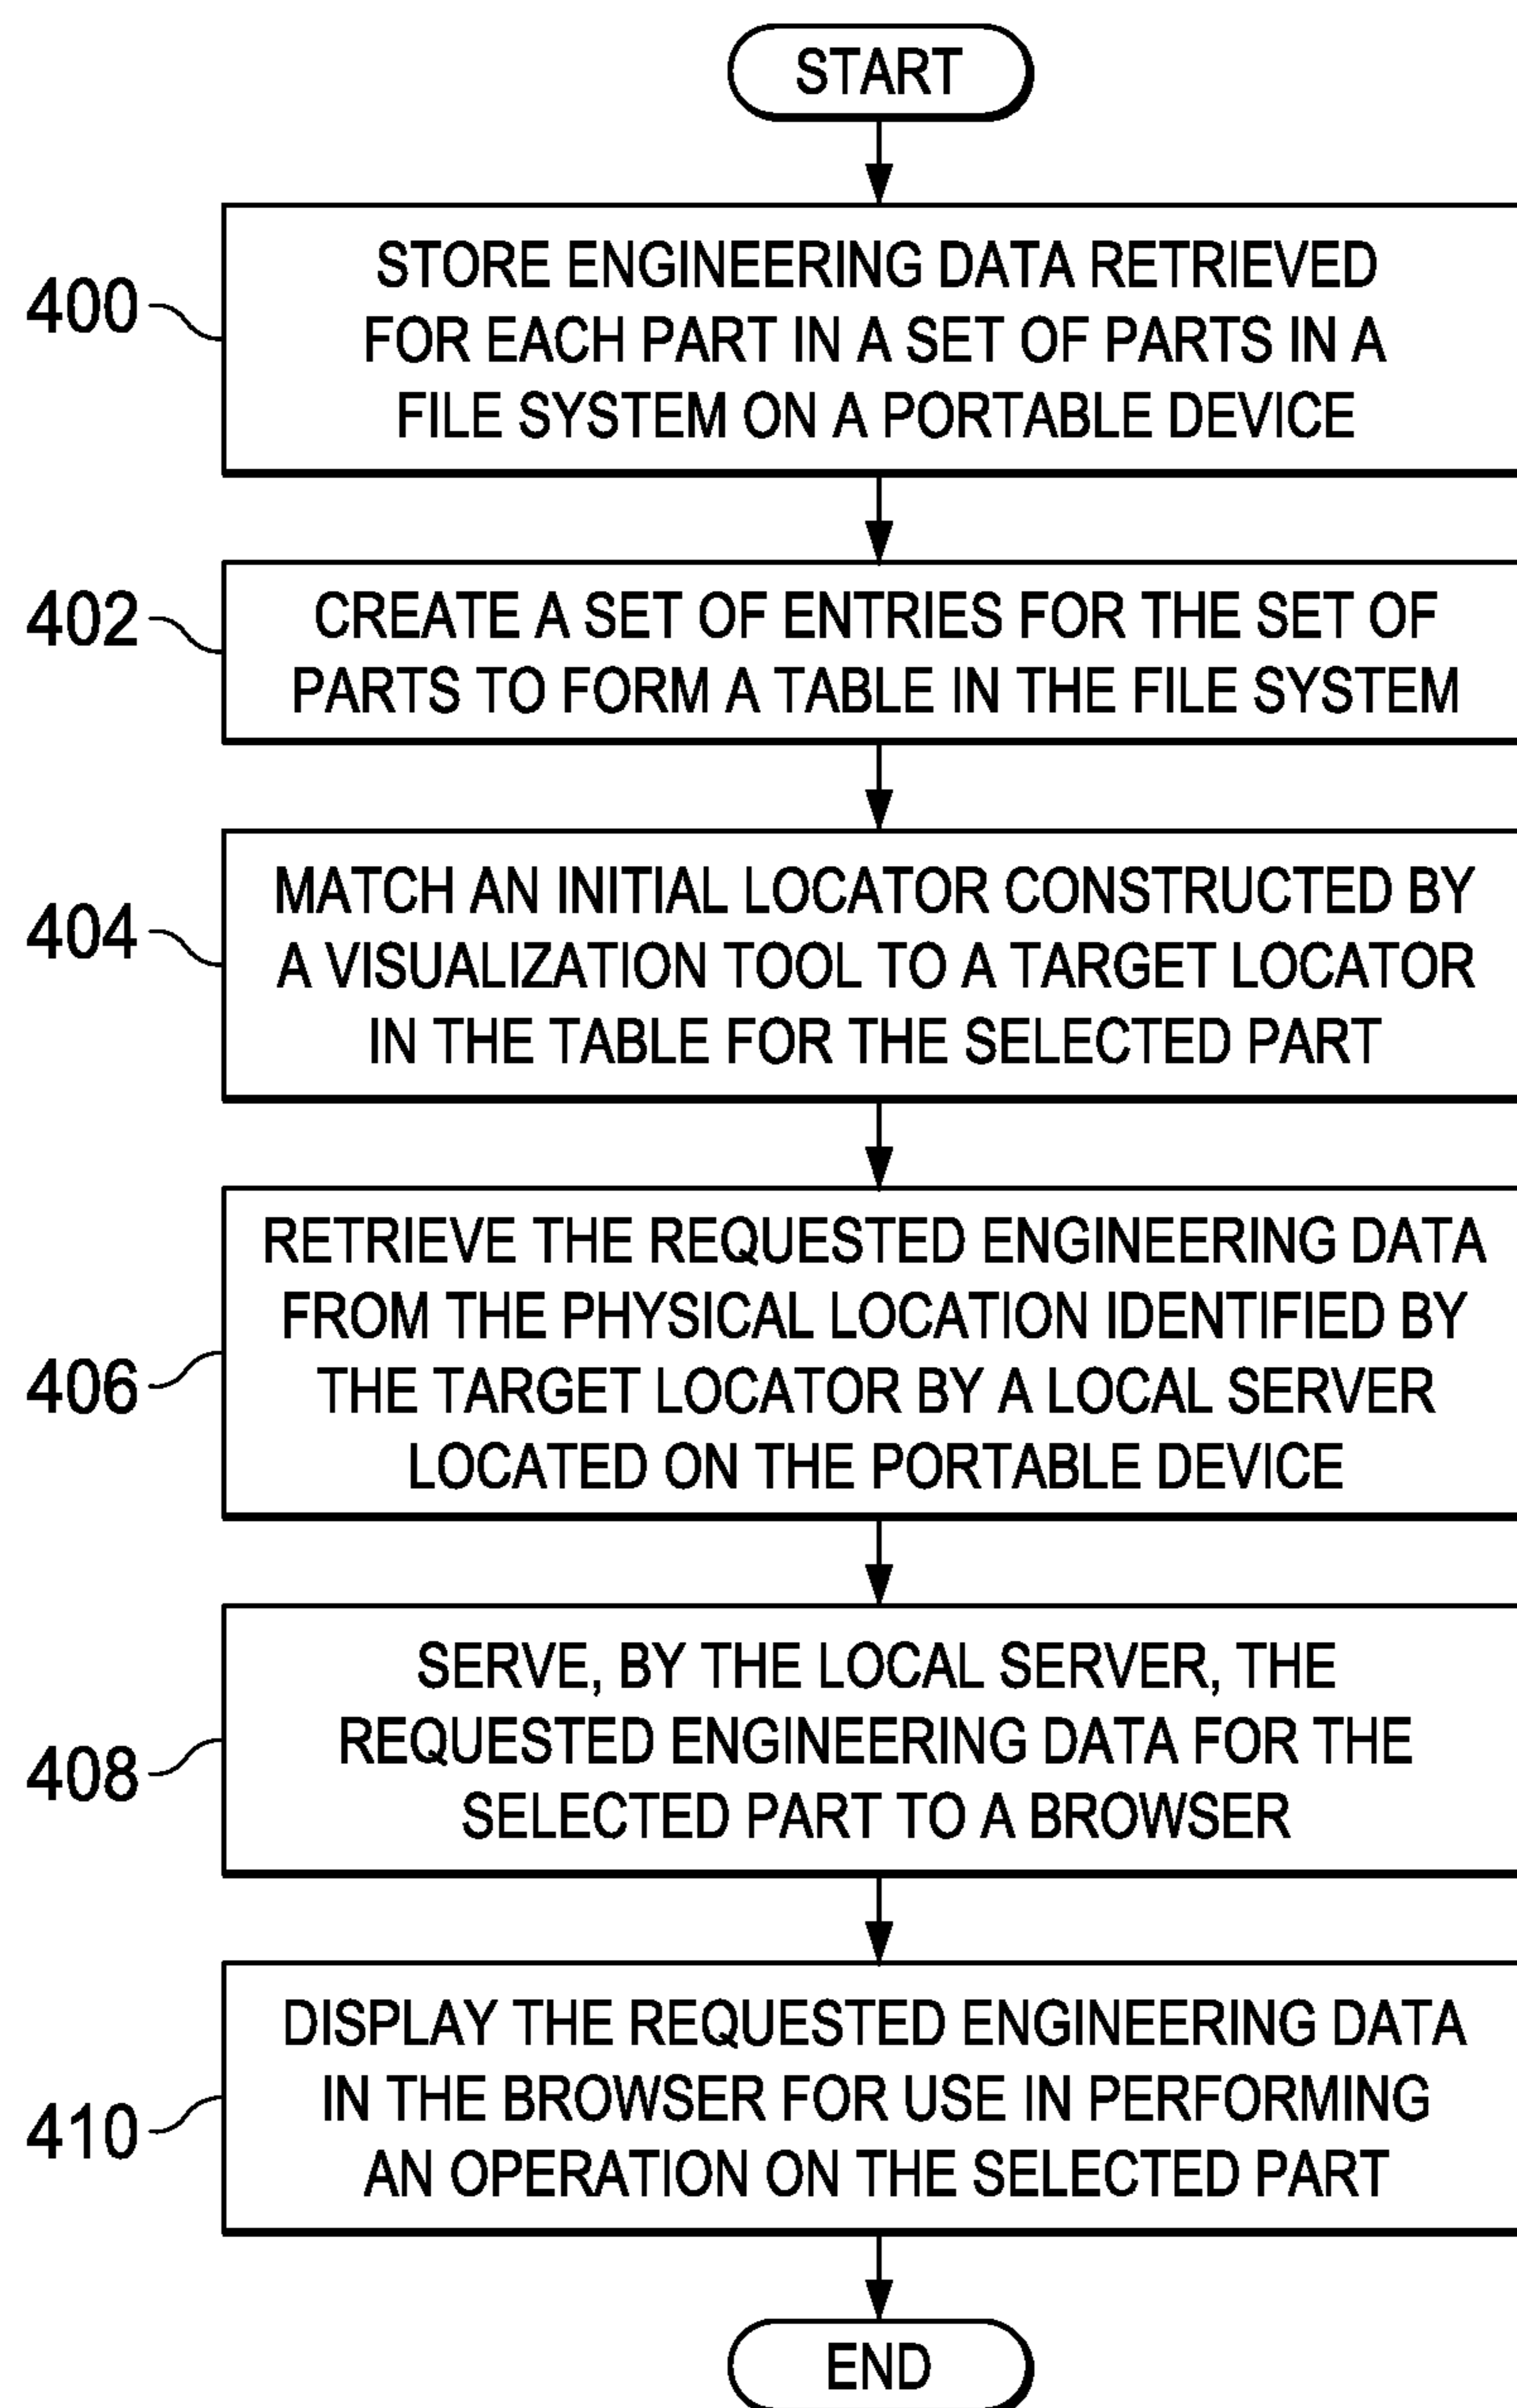 START
400
STORE ENGINEERING DATA RETRIEVED
FOR EACH PART IN A SET OF PARTS IN A
FILE SYSTEM ON A PORTABLE DEVICE
402
CREATE A SET OF ENTRIES FOR THE SET OF
PARTS TO FORM A TABLE IN THE FILE SYSTEM
404
MATCH AN INITIAL LOCATOR CONSTRUCTED BY
A VISUALIZATION TOOL TO A TARGET LOCATOR
IN THE TABLE FOR THE SELECTED PART
406
RETRIEVE THE REQUESTED ENGINEERING DATA
FROM THE PHYSICAL LOCATION IDENTIFIED BY
THE TARGET LOCATOR BY A LOCAL SERVER
LOCATED ON THE PORTABLE DEVICE
408
SERVE, BY THE LOCAL SERVER, THE
REQUESTED ENGINEERING DATA FOR THE
SELECTED PART TO A BROWSER
410
DISPLAY THE REQUESTED ENGINEERING DATA
IN THE BROWSER FOR USE IN PERFORMING
AN OPERATION ON THE SELECTED PART
END